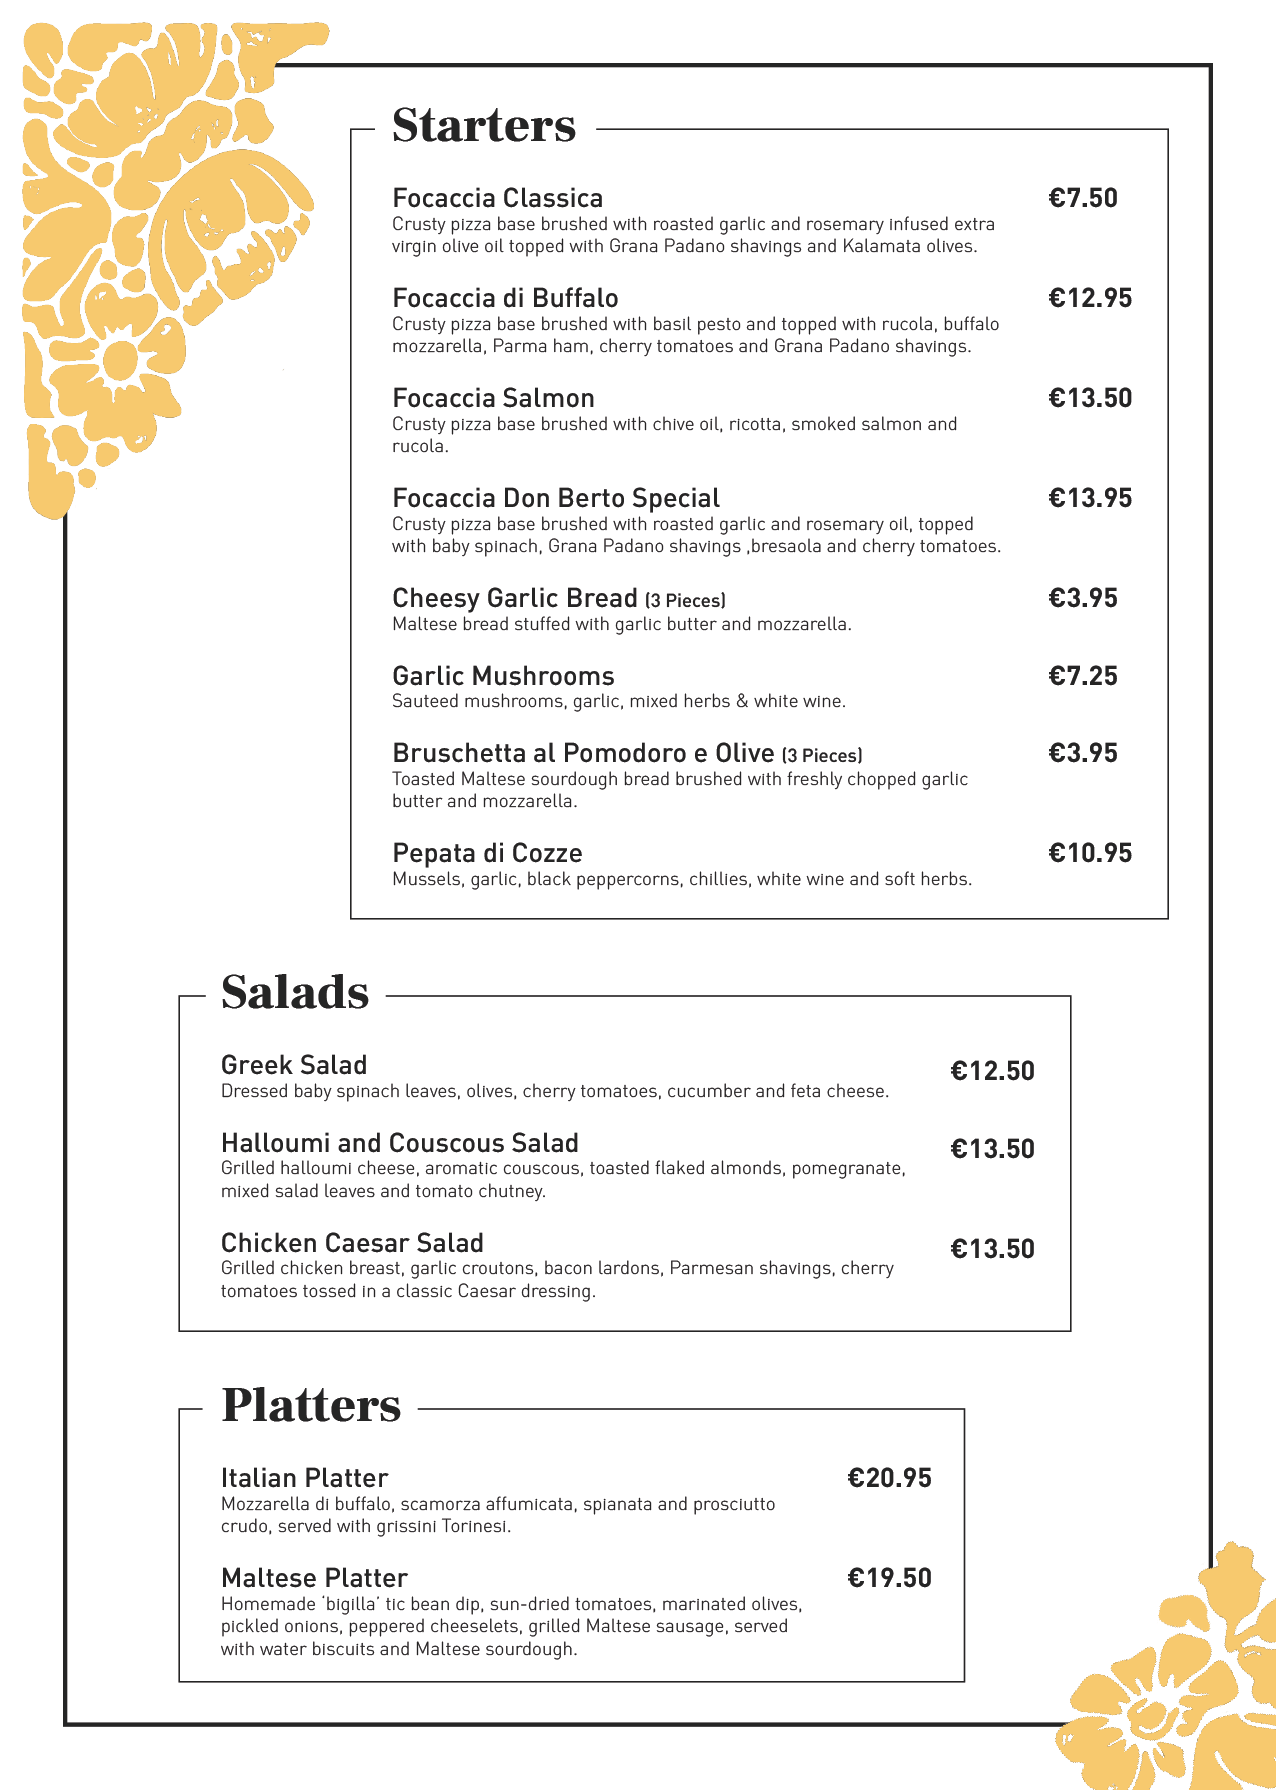 Starters
Focaccia Classica €7.50
Crusty pizza base brushed with roasted garlic and rosemary infused extra
virgin olive oil topped with Grana Padano shavings and Kalamata olives.
Focaccia di Buffalo €12.95
Crusty pizza base brushed with basil pesto and topped with rucola, buffalo
mozzarella, Parma ham, cherry tomatoes and Grana Padano shavings.
Focaccia Salmon €13.50
Crusty pizza base brushed with chive oil, ricotta, smoked salmon and
rucola.
Focaccia Don Berto Special €13.95
Crusty pizza base brushed with roasted garlic and rosemary oil, topped
with baby spinach, Grana Padano shavings ,bresaola and cherry tomatoes.
Cheesy Garlic Bread (3 Pieces) €3.95
Maltese bread stuffed with garlic butter and mozzarella.
Garlic Mushrooms €7.25
Sauteed mushrooms, garlic, mixed herbs & white wine.
Bruschetta al Pomodoro e Olive (3 Pieces) €3.95
Toasted Maltese sourdough bread brushed with freshly chopped garlic
butter and mozzarella.
Pepata di Cozze €10.95
Mussels, garlic, black peppercorns, chillies, white wine and soft herbs.
Salads
Greek Salad €12.50
Dressed baby spinach leaves, olives, cherry tomatoes, cucumber and feta cheese.
Halloumi and Couscous Salad €13.50
Grilled halloumi cheese, aromatic couscous, toasted flaked almonds, pomegranate,
mixed salad leaves and tomato chutney.
Chicken Caesar Salad €13.50
Grilled chicken breast, garlic croutons, bacon lardons, Parmesan shavings, cherry
tomatoes tossed in a classic Caesar dressing.
Platters
Italian Platter €20.95
Mozzarella di buffalo, scamorza affumicata, spianata and prosciutto
crudo, served with grissini Torinesi.
Maltese Platter €19.50
Homemade ‘bigilla’ tic bean dip, sun-dried tomatoes, marinated olives,
pickled onions, peppered cheeselets, grilled Maltese sausage, served
with water biscuits and Maltese sourdough.